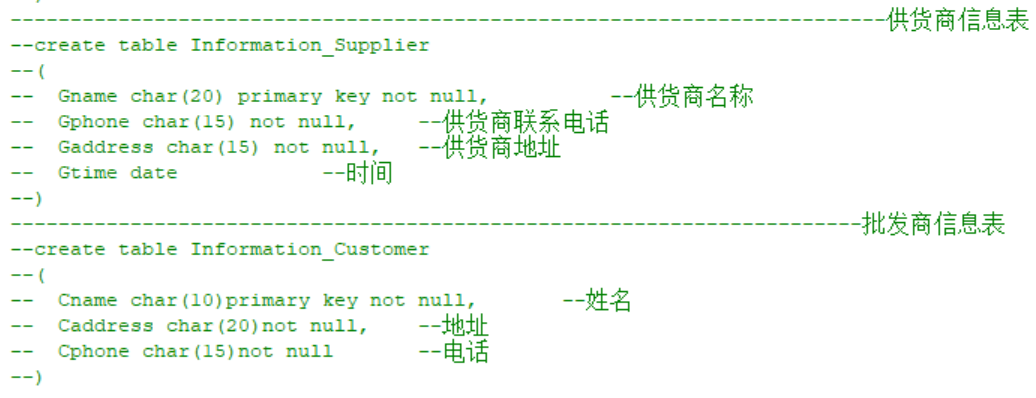 -------------------------------------------------------------------------供货商信息表
--create table Information_Supplier
--(
--  Gname char(20) primary key not null,          --供货商名称
--  Gphone char(15) not null,     --供货商联系电话
--  Gaddress char(15) not null,   --供货商地址
--  Gtime date            --时间
--)
-----------------------------------------------------------------------批发商信息表
--create table Information_Customer
--(
--  Cname char(10)primary key not null,       --姓名
--  Caddress char(20)not null,    --地址
--  Cphone char(15)not null       --电话
--)